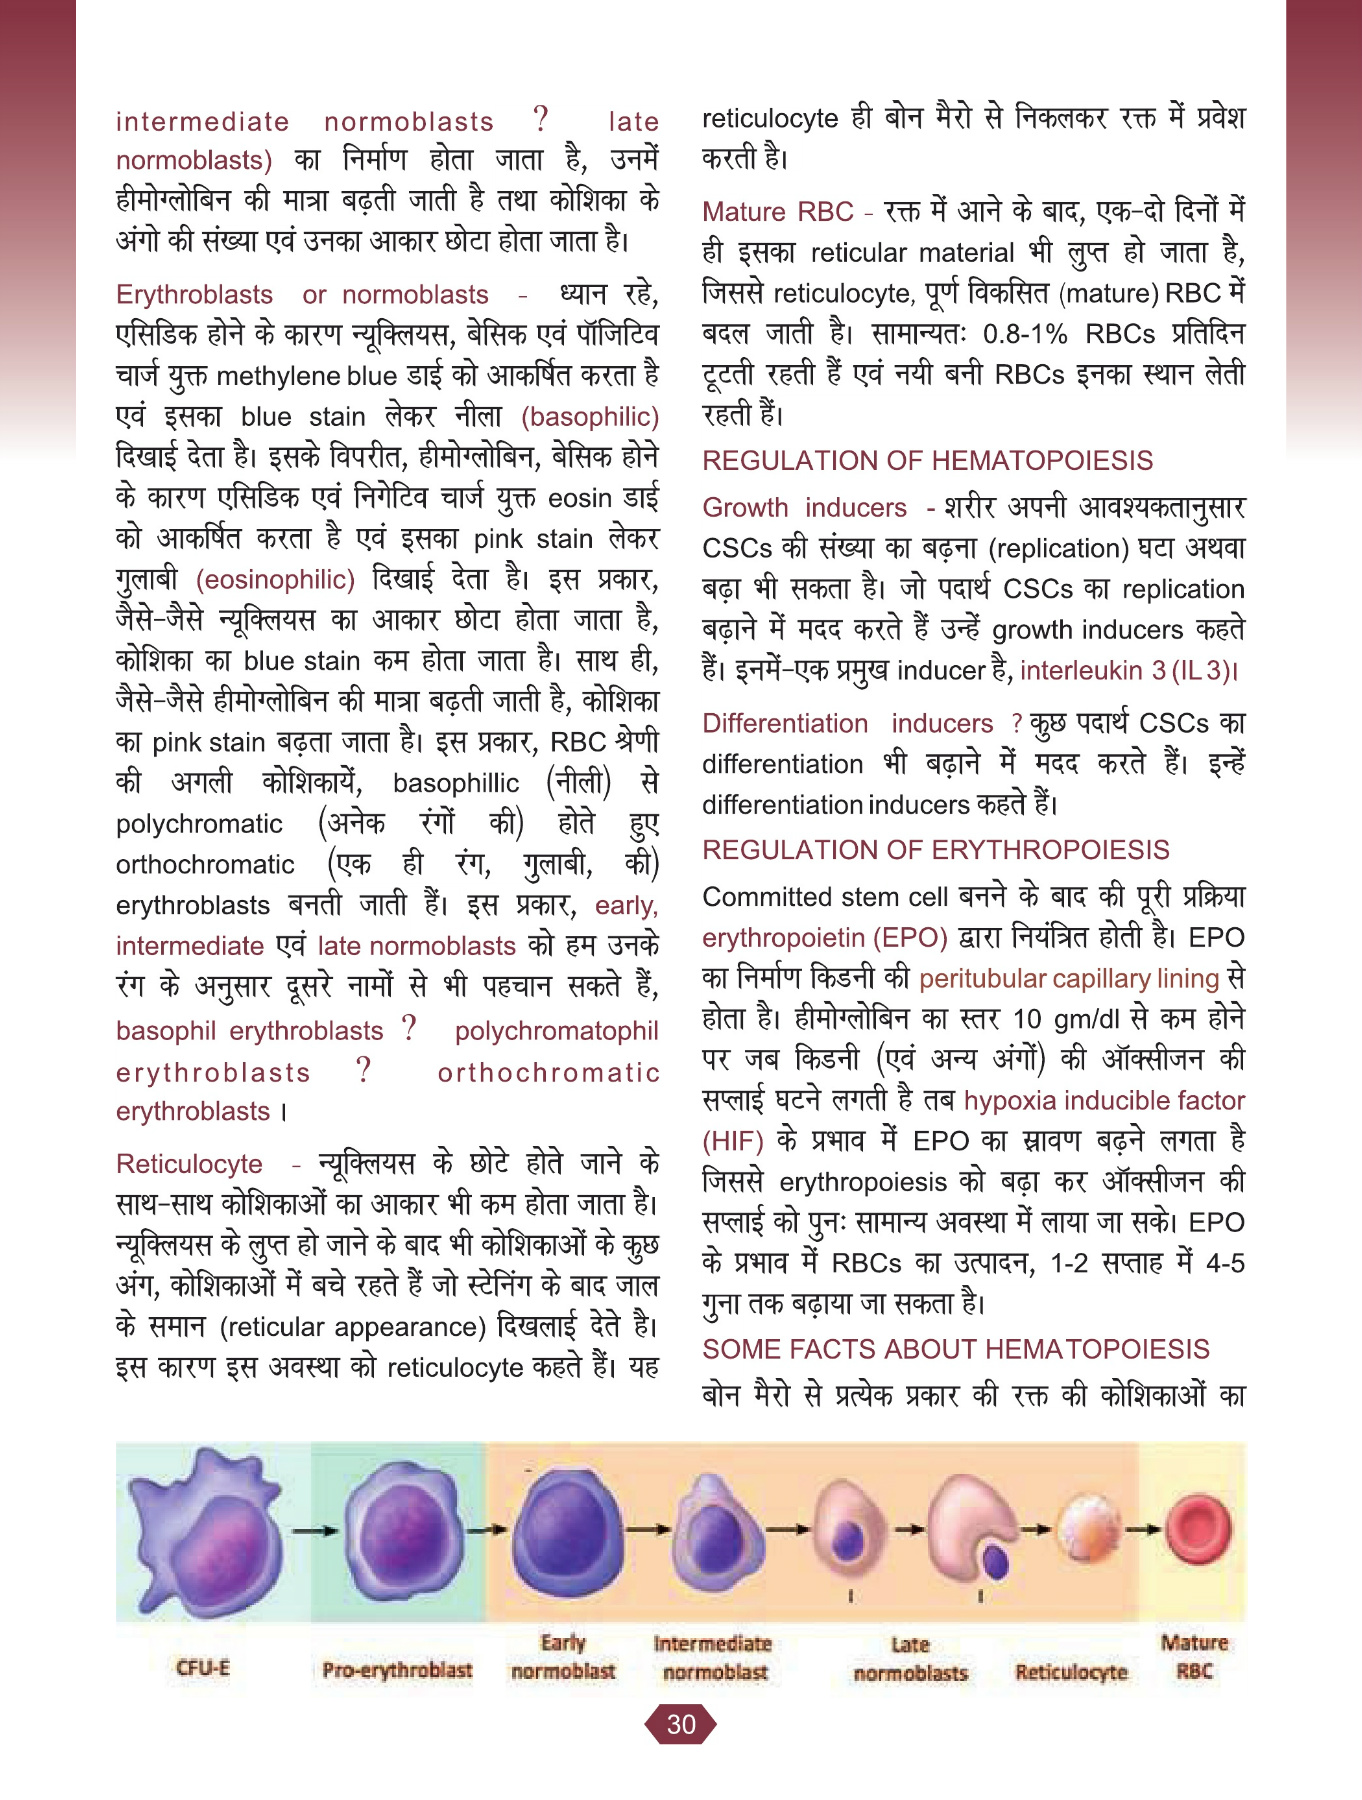 intermediate normoblasts ? late
normoblasts) का निर्माण होता जाता है, उनमें
हीमोग्लोबिन की मात्रा बढ़ती जाती है तथा कोशिका के
अंगो की संख्या एवं उनका आकार छोटा होता जाता है।
Erythroblasts or normoblasts - ध्यान रहे,
एसिडिक होने के कारण न्यूक्लियस, बेसिक एवं पॉजिटिव
चार्ज युक्त methylene blue डाई को आकर्षित करता है
एवं इसका blue stain लेकर नीला (basophilic)
दिखाई देता है। इसके विपरीत, हीमोग्लोबिन, बेसिक होने
के कारण एसिडिक एवं निगेटिव चार्ज युक्त eosin डाई
को आकर्षित करता है एवं इसका pink stain लेकर
गुलाबी (eosinophilic) दिखाई देता है। इस प्रकार,
जैसे-जैसे न्यूक्लियस का आकार छोटा होता जाता है,
कोशिका का blue stain कम होता जाता है। साथ ही,
जैसे-जैसे हीमोग्लोबिन की मात्रा बढ़ती जाती है, कोशिका
का pink stain बढ़ता जाता है। इस प्रकार, RBC श्रेणी
की अगली कोशिकायें, basophillic (नीली) से
polychromatic (अनेक रंगों की) होते हुए
orthochromatic (एक ही रंग, गुलाबी, की)
erythroblasts बनती जाती हैं। इस प्रकार, early,
intermediate एवं late normoblasts को हम उनके
रंग के अनुसार दूसरे नामों से भी पहचान सकते हैं,
basophil erythroblasts ? polychromatophil
erythroblasts ? orthochromatic
erythroblasts ।
Reticulocyte - न्यूक्लियस के छोटे होते जाने के
साथ-साथ कोशिकाओं का आकार भी कम होता जाता है।
न्यूक्लियस के लुप्त हो जाने के बाद भी कोशिकाओं के कुछ
अंग, कोशिकाओं में बचे रहते हैं जो स्टेनिंग के बाद जाल
के समान (reticular appearance) दिखलाई देते है।
इस कारण इस अवस्था को reticulocyte कहते हैं। यह
reticulocyte ही बोन मैरो से निकलकर रक्त में प्रवेश
करती है।
Mature RBC - रक्त में आने के बाद, एक-दो दिनों में
ही इसका reticular material भी लुप्त हो जाता है,
जिससे reticulocyte, पूर्ण विकसित (mature) RBC में
बदल जाती है। सामान्यतः 0.8-1% RBCs प्रतिदिन
टूटती रहती हैं एवं नयी बनी RBCs इनका स्थान लेती
रहती हैं।
REGULATION OF HEMATOPOIESIS
Growth inducers - शरीर अपनी आवश्यकतानुसार
CSCs की संख्या का बढ़ना (replication) घटा अथवा
बढ़ा भी सकता है। जो पदार्थ CSCs का replication
बढ़ाने में मदद करते हैं उन्हें growth inducers कहते
हैं। इनमें-एक प्रमुख inducer है, interleukin 3 (IL 3)।
Differentiation inducers ? कुछ पदार्थ CSCs का
differentiation भी बढ़ाने में मदद करते हैं। इन्हें
differentiation inducers कहते हैं।
REGULATION OF ERYTHROPOIESIS
Committed stem cell बनने के बाद की पूरी प्रक्रिया
erythropoietin (EPO) द्वारा नियंत्रित होती है। EPO
का निर्माण किडनी की peritubular capillary lining से
होता है। हीमोग्लोबिन का स्तर 10 gm/dl से कम होने
पर जब किडनी (एवं अन्य अंगों) की ऑक्सीजन की
सप्लाई घटने लगती है तब hypoxia inducible factor
(HIF) के प्रभाव में EPO का स्रावण बढ़ने लगता है
जिससे erythropoiesis को बढ़ा कर ऑक्सीजन की
सप्लाई को पुनः सामान्य अवस्था में लाया जा सके। EPO
के प्रभाव में RBCs का उत्पादन, 1-2 सप्ताह में 4-5
गुना तक बढ़ाया जा सकता है।
SOME FACTS ABOUT HEMATOPOIESIS
बोन मैरो से प्रत्येक प्रकार की रक्त की कोशिकाओं का
CFU-E
Pro-erythroblast
Early
normoblast
Intermediate
normoblast
Late
normoblasts
Reticulocyte
Mature
RBC
30